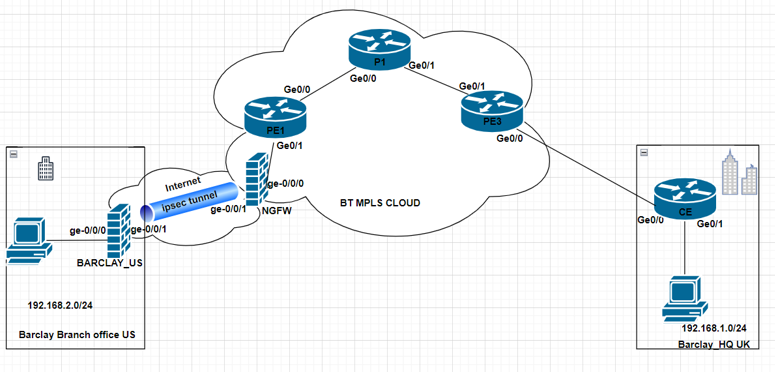 P1
Ge0/0
Ge0/1
Ge0/0
PE1
Ge0/1
Ge0/1
PE3
Ge0/0
BT MPLS CLOUD
Internet
ipsec tunnel
ge-0/0/0
ge-0/0/1
NGFW
ge-0/0/0
ge-0/0/1
BARCLAY_US
192.168.2.0/24
Barclay Branch office US
CE
Ge0/0
Ge0/1
192.168.1.0/24
Barclay_HQ UK